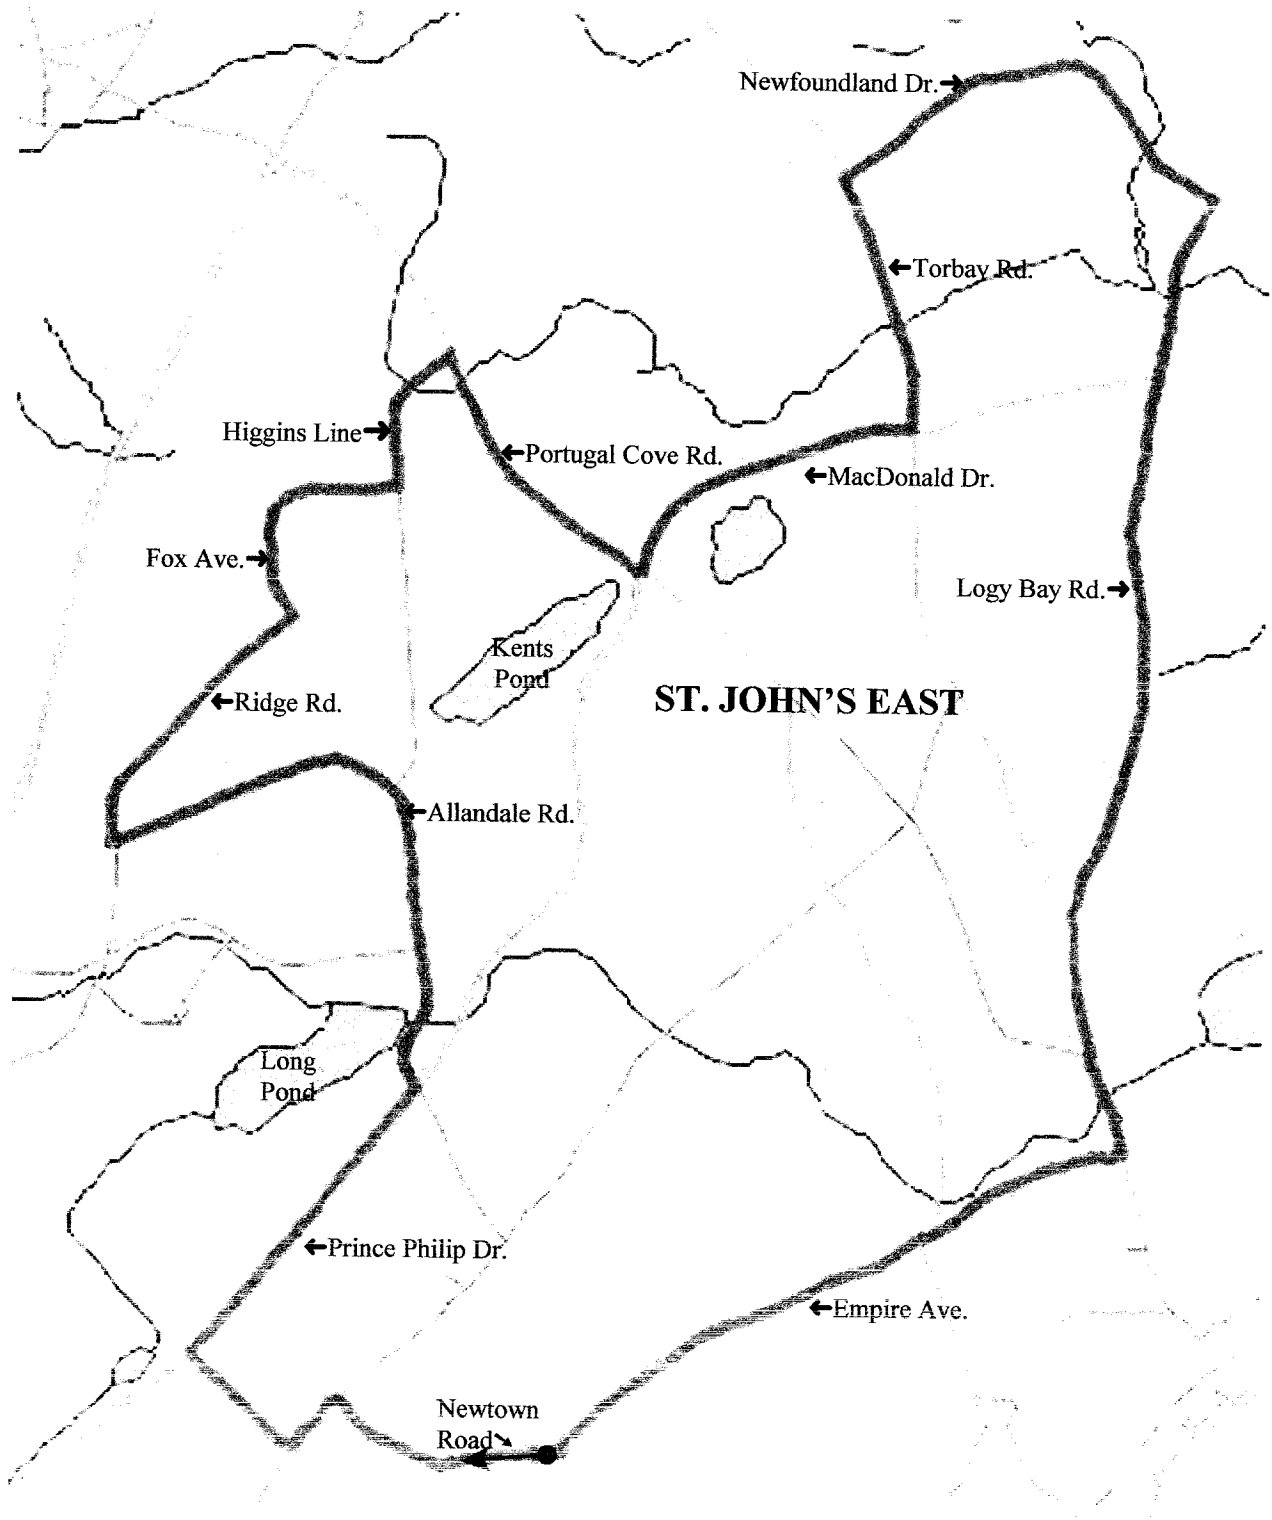 Newfoundland Dr.
Torbay Rd.
Higgins Line
Portugal Cove Rd.
MacDonald Dr.
Fox Ave.
Logy Bay Rd.
Kents
Pond
ST. JOHN'S EAST
Ridge Rd.
Allandale Rd.
Long
Pond
Prince Philip Dr.
Empire Ave.
Newtown
Road